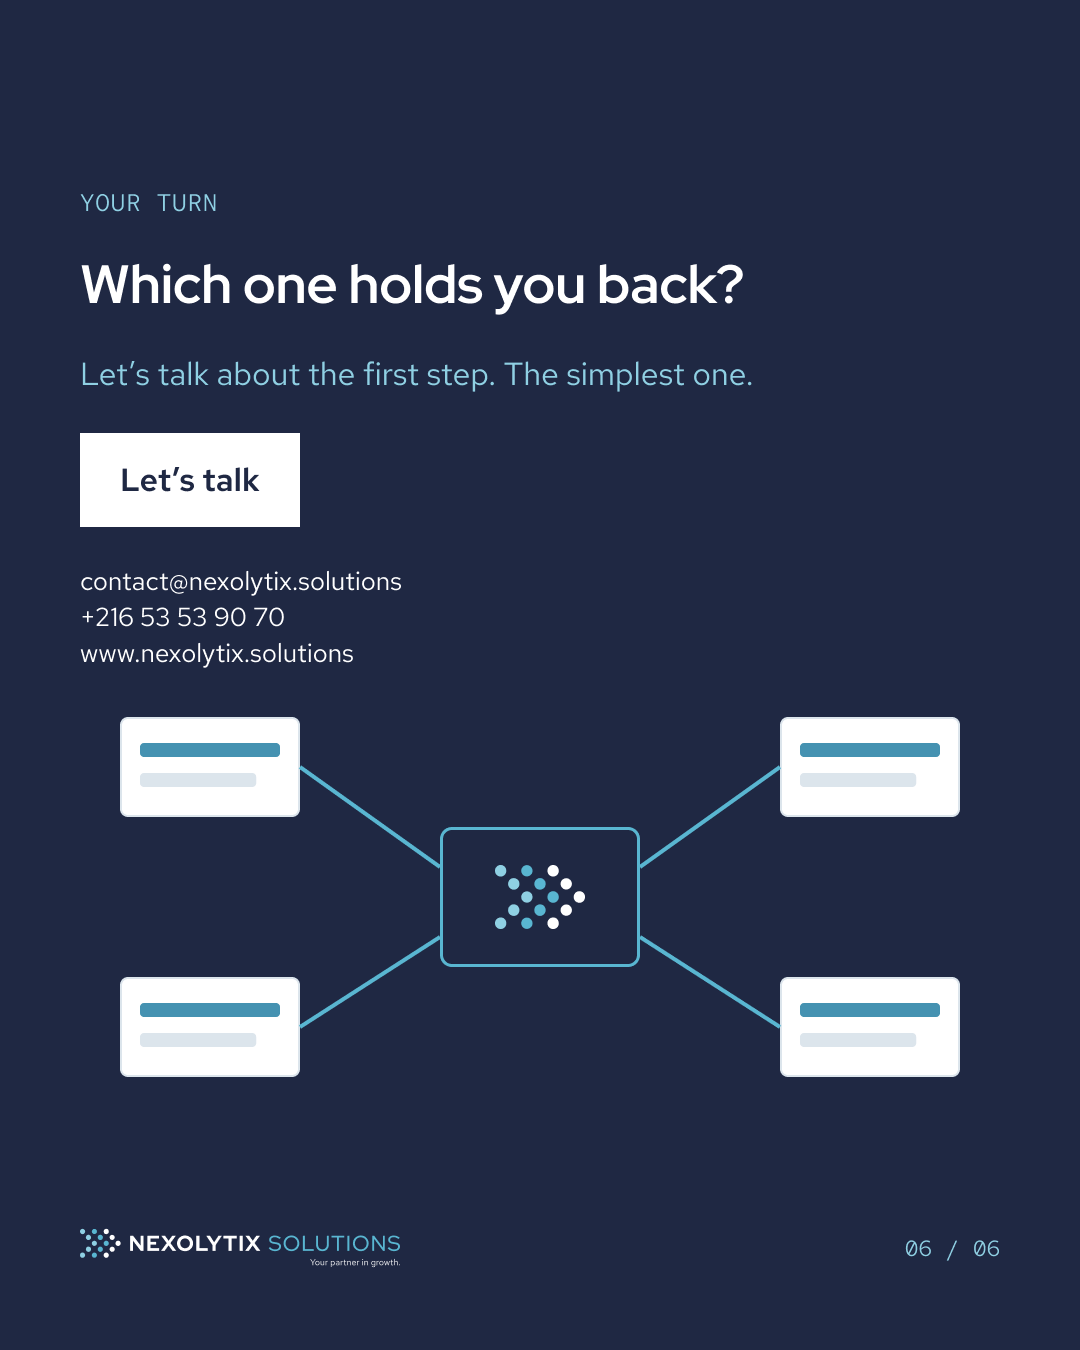 YOUR TURN
Which one holds you back?
Let’s talk about the first step. The simplest one.
Let’s talk
contact@nexolytix.solutions
+216 53 53 90 70
www.nexolytix.solutions
NEXOLYTIX SOLUTIONS
Your partner in growth.
06 / 06